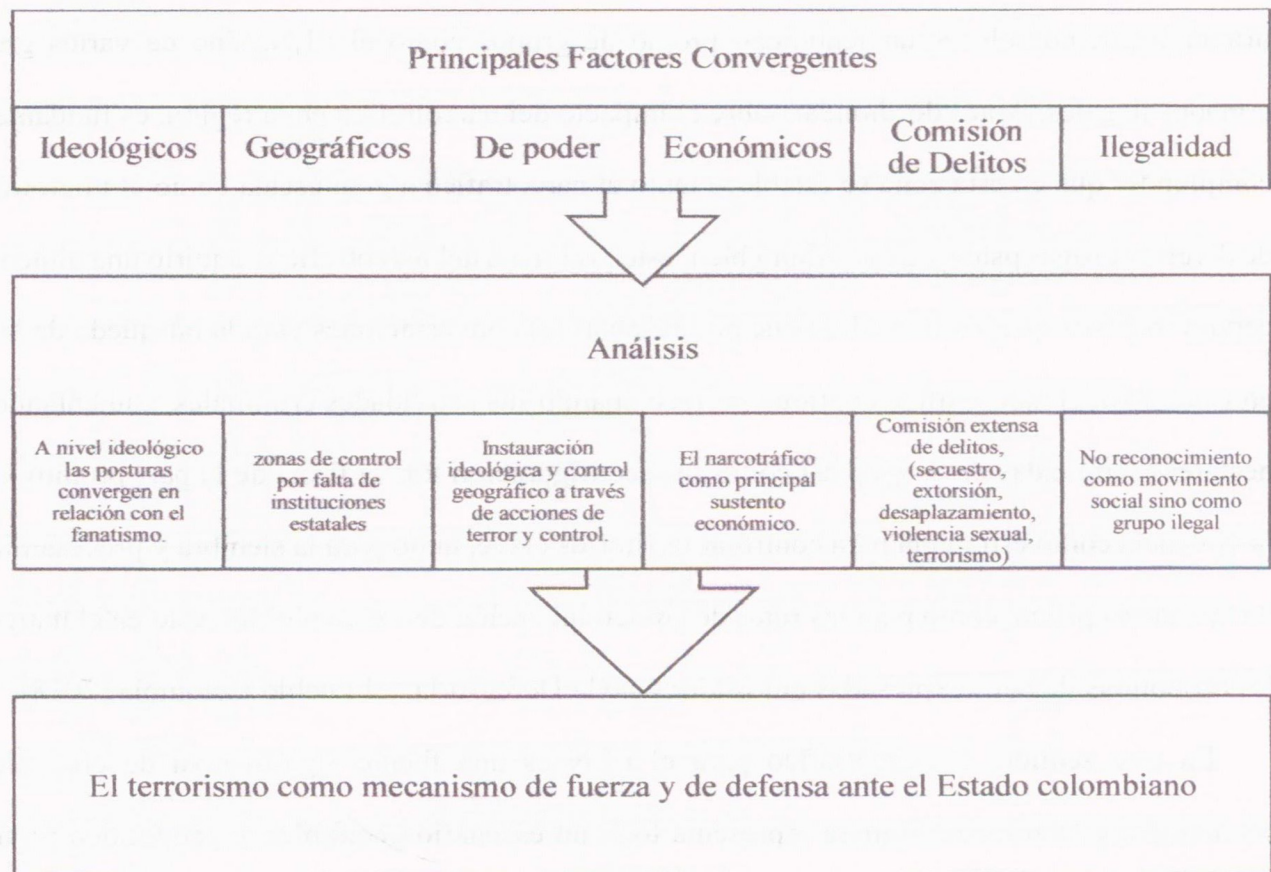 Principales Factores Convergentes
Ideológicos
Geográficos
De poder
Económicos
Comisión
de Delitos
Ilegalidad
Análisis
A nivel ideológico
las posturas
convergen en
relación con el
fanatismo.
zonas de control
por falta de
instituciones
estatales
Instauración
ideológica y control
geográfico a través
de acciones de
terror y control.
El narcotráfico
como principal
sustento
económico.
Comisión extensa
de delitos,
(secuestro,
extorsión,
desaplazamiento,
violencia sexual,
terrorismo)
No reconocimiento
como movimiento
social sino como
grupo ilegal
El terrorismo como mecanismo de fuerza y de defensa ante el Estado colombiano